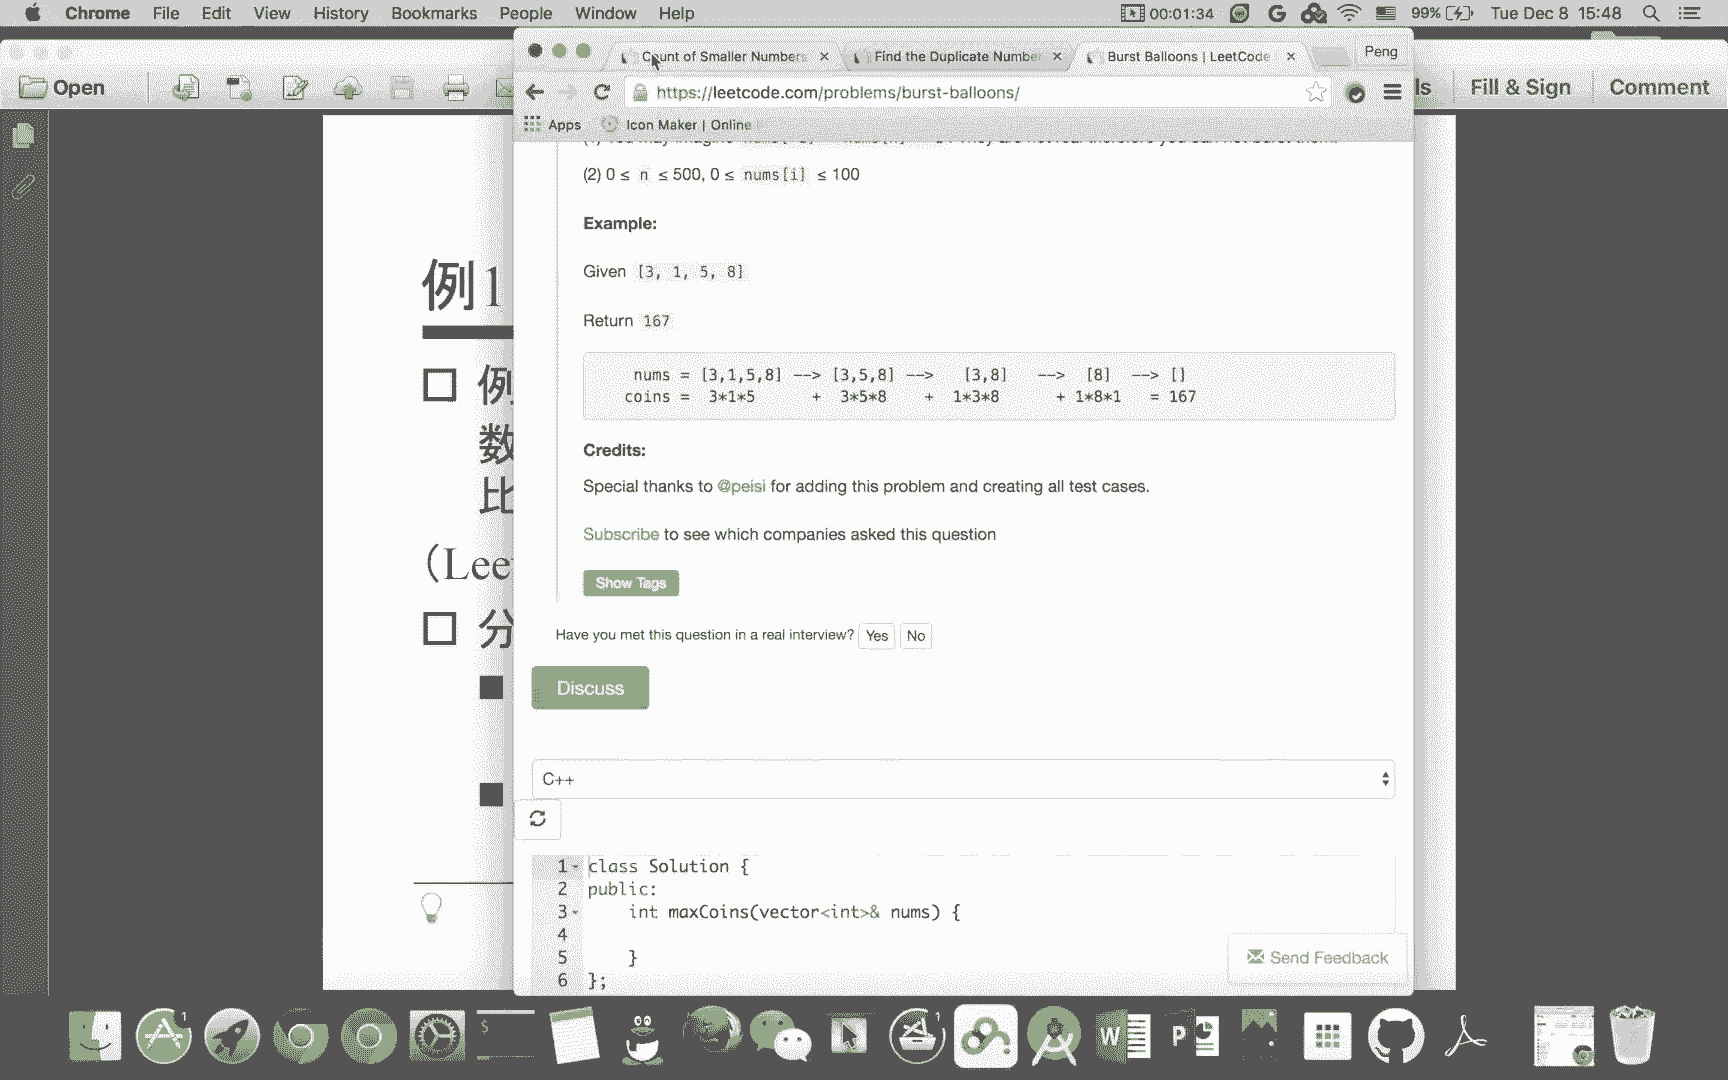 Chrome File Edit View History Bookmarks People Window Help 00:01:34 99% Tue Dec 8 15:48
Count of Smaller Numbers Find the Duplicate Number Burst Balloons | LeetCode Peng
Open https://leetcode.com/problems/burst-balloons/ ls Fill & Sign Comment
Apps Icon Maker | Online
(2) 0 ≤ n ≤ 500, 0 ≤ nums[i] ≤ 100
Example:
Given [3, 1, 5, 8]
Return 167
nums = [3,1,5,8] --> [3,5,8] --> [3,8] --> [8] --> []
coins = 3*1*5 + 3*5*8 + 1*3*8 + 1*8*1 = 167
Credits:
Special thanks to @peisi for adding this problem and creating all test cases.
Subscribe to see which companies asked this question
Show Tags
Have you met this question in a real interview? Yes No
Discuss
C++
1 class Solution {
2 public:
3 int maxCoins(vector<int>& nums) {
4
5 }
6 };
Send Feedback
例1
例
数
比
(Lee
分